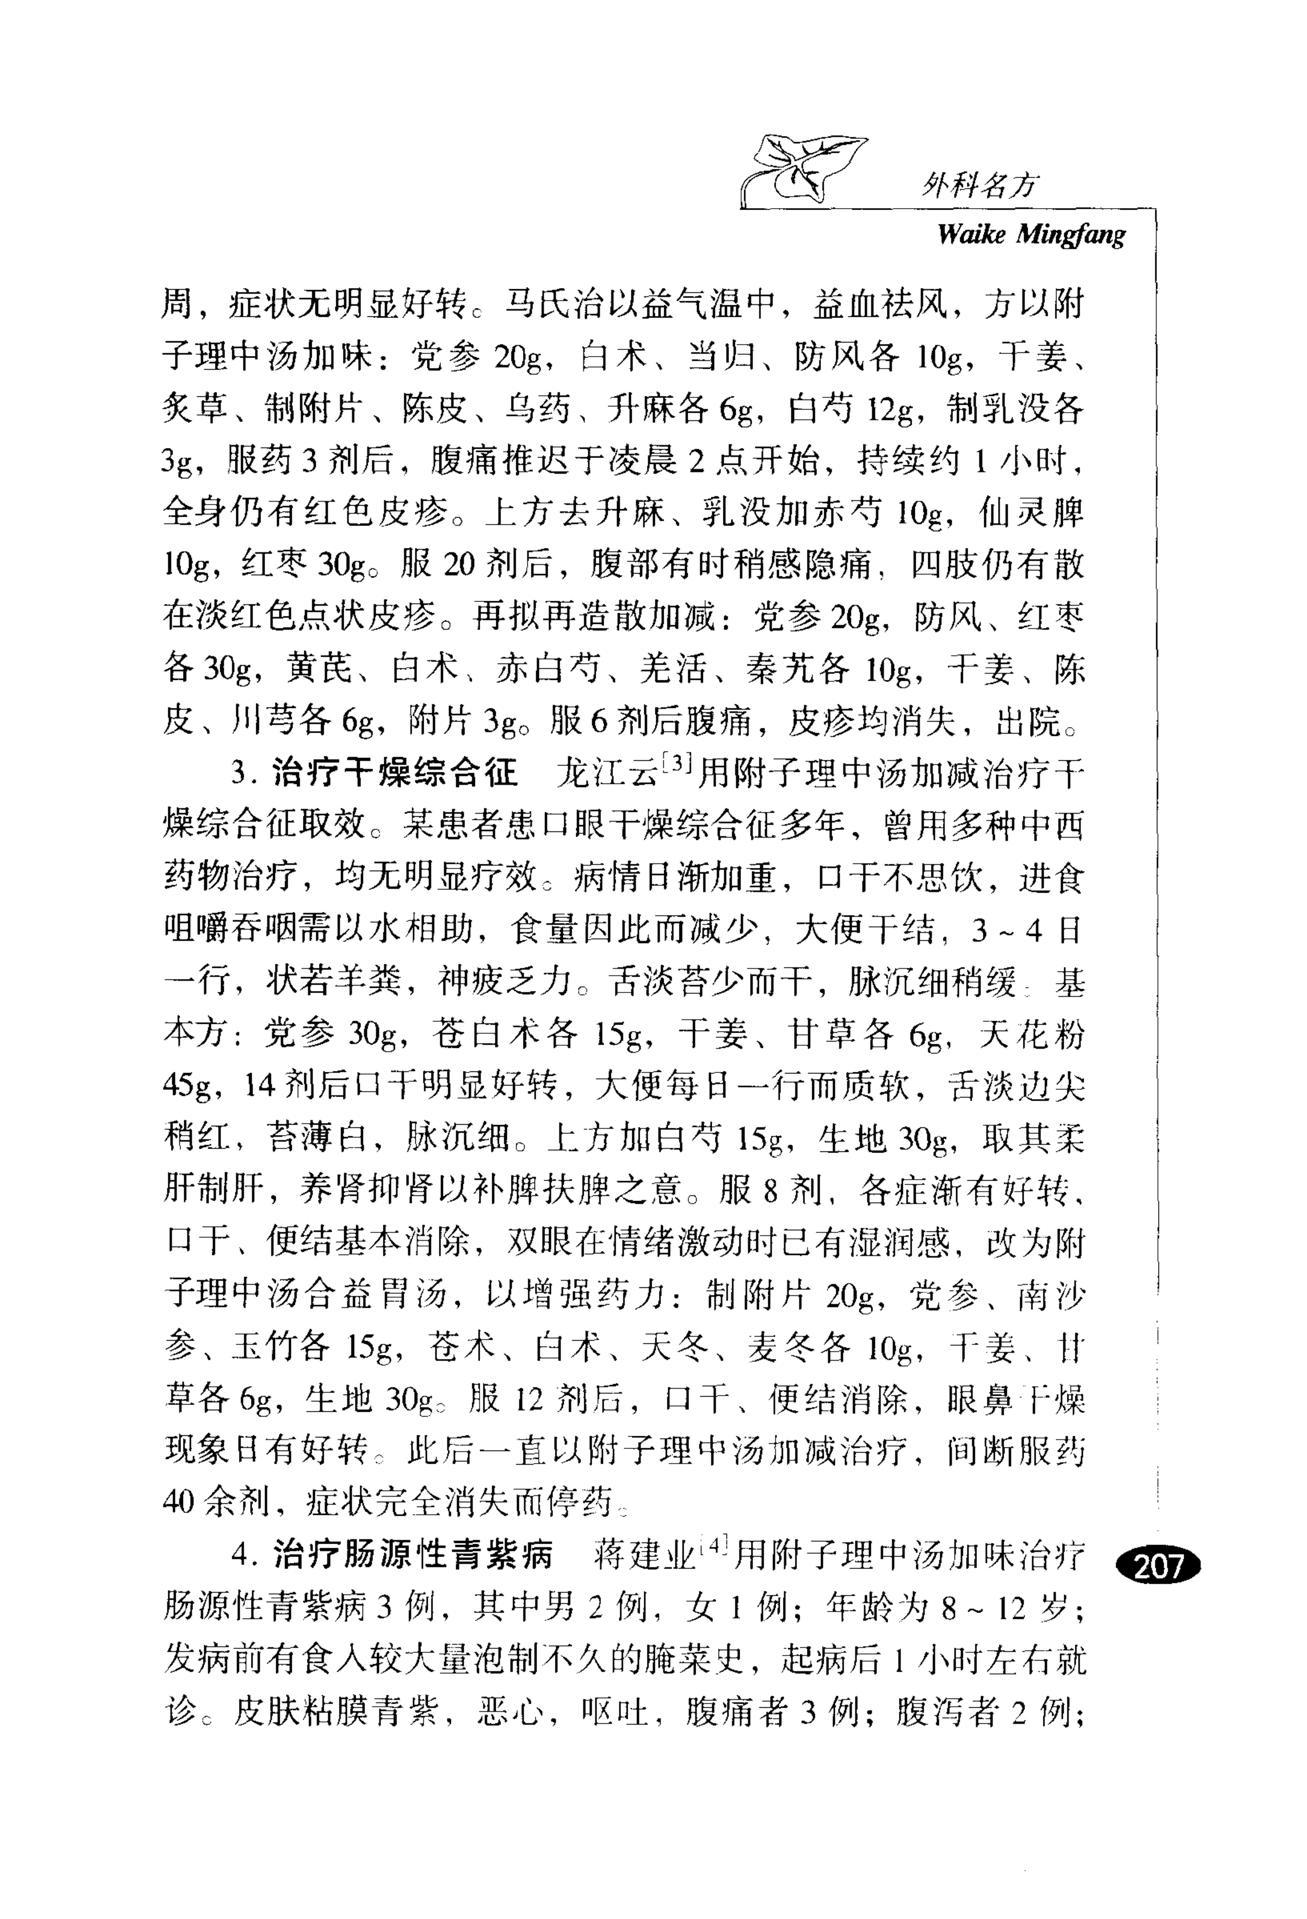 外科名方
Waike Mingfang
周，症状无明显好转。马氏治以益气温中，益血祛风，方以附
子理中汤加味：党参 20g，白术、当归、防风各 10g，干姜、
炙草、制附片、陈皮、乌药、升麻各 6g，白芍 12g，制乳没各
3g，服药 3 剂后，腹痛推迟于凌晨 2 点开始，持续约 1 小时，
全身仍有红色皮疹。上方去升麻、乳没加赤芍 10g，仙灵脾
10g，红枣 30g。服 20 剂后，腹部有时稍感隐痛，四肢仍有散
在淡红色点状皮疹。再拟再造散加减：党参 20g，防风、红枣
各 30g，黄芪、白术、赤白芍、羌活、秦艽各 10g，干姜、陈
皮、川芎各 6g，附片 3g。服 6 剂后腹痛，皮疹均消失，出院。
3. 治疗干燥综合征　龙江云[3]用附子理中汤加减治疗干
燥综合征取效。某患者患口眼干燥综合征多年，曾用多种中西
药物治疗，均无明显疗效。病情日渐加重，口干不思饮，进食
咀嚼吞咽需以水相助，食量因此而减少，大便干结，3～4 日
一行，状若羊粪，神疲乏力。舌淡苔少而干，脉沉细稍缓。基
本方：党参 30g，苍白术各 15g，干姜、甘草各 6g，天花粉
45g，14 剂后口干明显好转，大便每日一行而质软，舌淡边尖
稍红，苔薄白，脉沉细。上方加白芍 15g，生地 30g，取其柔
肝制肝，养肾抑肾以补脾扶脾之意。服 8 剂，各症渐有好转，
口干、便结基本消除，双眼在情绪激动时已有湿润感，改为附
子理中汤合益胃汤，以增强药力：制附片 20g，党参、南沙
参、玉竹各 15g，苍术、白术、天冬、麦冬各 10g，干姜、甘
草各 6g，生地 30g。服 12 剂后，口干、便结消除，眼鼻干燥
现象日有好转。此后一直以附子理中汤加减治疗，间断服药
40 余剂，症状完全消失而停药。
4. 治疗肠源性青紫病　蒋建业[4]用附子理中汤加味治疗
肠源性青紫病 3 例，其中男 2 例，女 1 例；年龄为 8～12 岁；
发病前有食入较大量泡制不久的腌菜史，起病后 1 小时左右就
诊。皮肤粘膜青紫，恶心，呕吐，腹痛者 3 例；腹泻者 2 例；
207